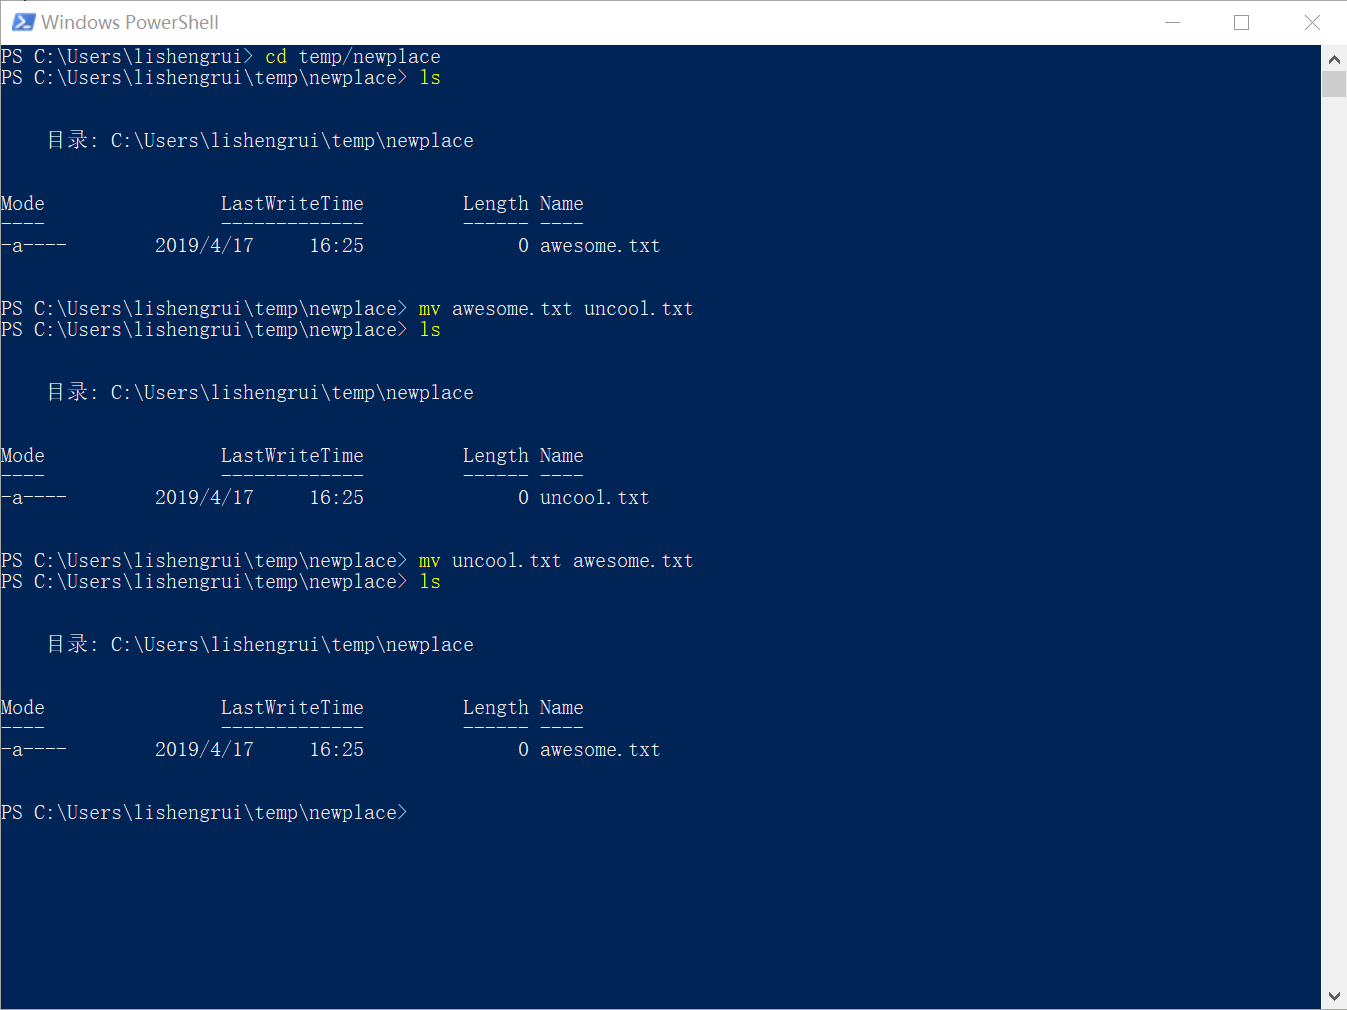 Windows PowerShell
PS C:\Users\lishengrui> cd temp/newplace
PS C:\Users\lishengrui\temp\newplace> ls
目录: C:\Users\lishengrui\temp\newplace
Mode                LastWriteTime         Length Name
----                -------------         ------ ----
-a----        2019/4/17     16:25              0 awesome.txt
PS C:\Users\lishengrui\temp\newplace> mv awesome.txt uncool.txt
PS C:\Users\lishengrui\temp\newplace> ls
目录: C:\Users\lishengrui\temp\newplace
Mode                LastWriteTime         Length Name
----                -------------         ------ ----
-a----        2019/4/17     16:25              0 uncool.txt
PS C:\Users\lishengrui\temp\newplace> mv uncool.txt awesome.txt
PS C:\Users\lishengrui\temp\newplace> ls
目录: C:\Users\lishengrui\temp\newplace
Mode                LastWriteTime         Length Name
----                -------------         ------ ----
-a----        2019/4/17     16:25              0 awesome.txt
PS C:\Users\lishengrui\temp\newplace>